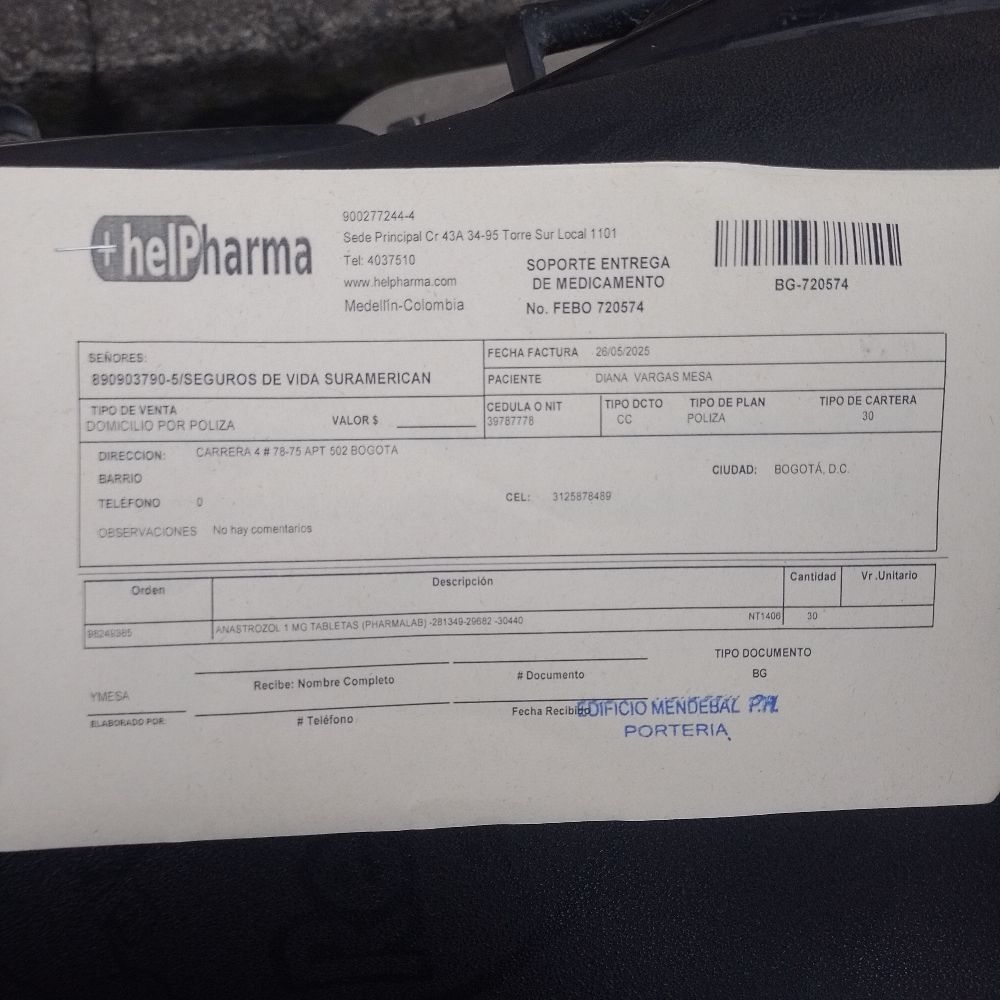 +helPharma
900277244-4
Sede Principal Cr 43A 34-95 Torre Sur Local 1101
Tel: 4037510
www.helpharma.com
Medellín-Colombia
SOPORTE ENTREGA
DE MEDICAMENTO
No. FEBO 720574
BG-720574
SEÑORES:
890903790-5/SEGUROS DE VIDA SURAMERICAN
FECHA FACTURA 26/05/2025
PACIENTE DIANA VARGAS MESA
TIPO DE VENTA
DOMICILIO POR POLIZA
VALOR $
CEDULA O NIT
39787778
TIPO DCTO
CC
TIPO DE PLAN
POLIZA
TIPO DE CARTERA
30
DIRECCION: CARRERA 4 # 78-75 APT 502 BOGOTA
BARRIO
CIUDAD: BOGOTÁ, D.C.
TELÉFONO 0
CEL: 3125878489
OBSERVACIONES No hay comentarios
Orden Descripción Cantidad Vr .Unitario
98249385 ANASTROZOL 1 MG TABLETAS (PHARMALAB) -281349-29682 -30440 NT1406 30
Recibe: Nombre Completo
# Documento
TIPO DOCUMENTO
BG
YMESA
ELABORADO POR:
# Teléfono
Fecha Recibido
EDIFICIO MENDEBAL P.H.
PORTERIA